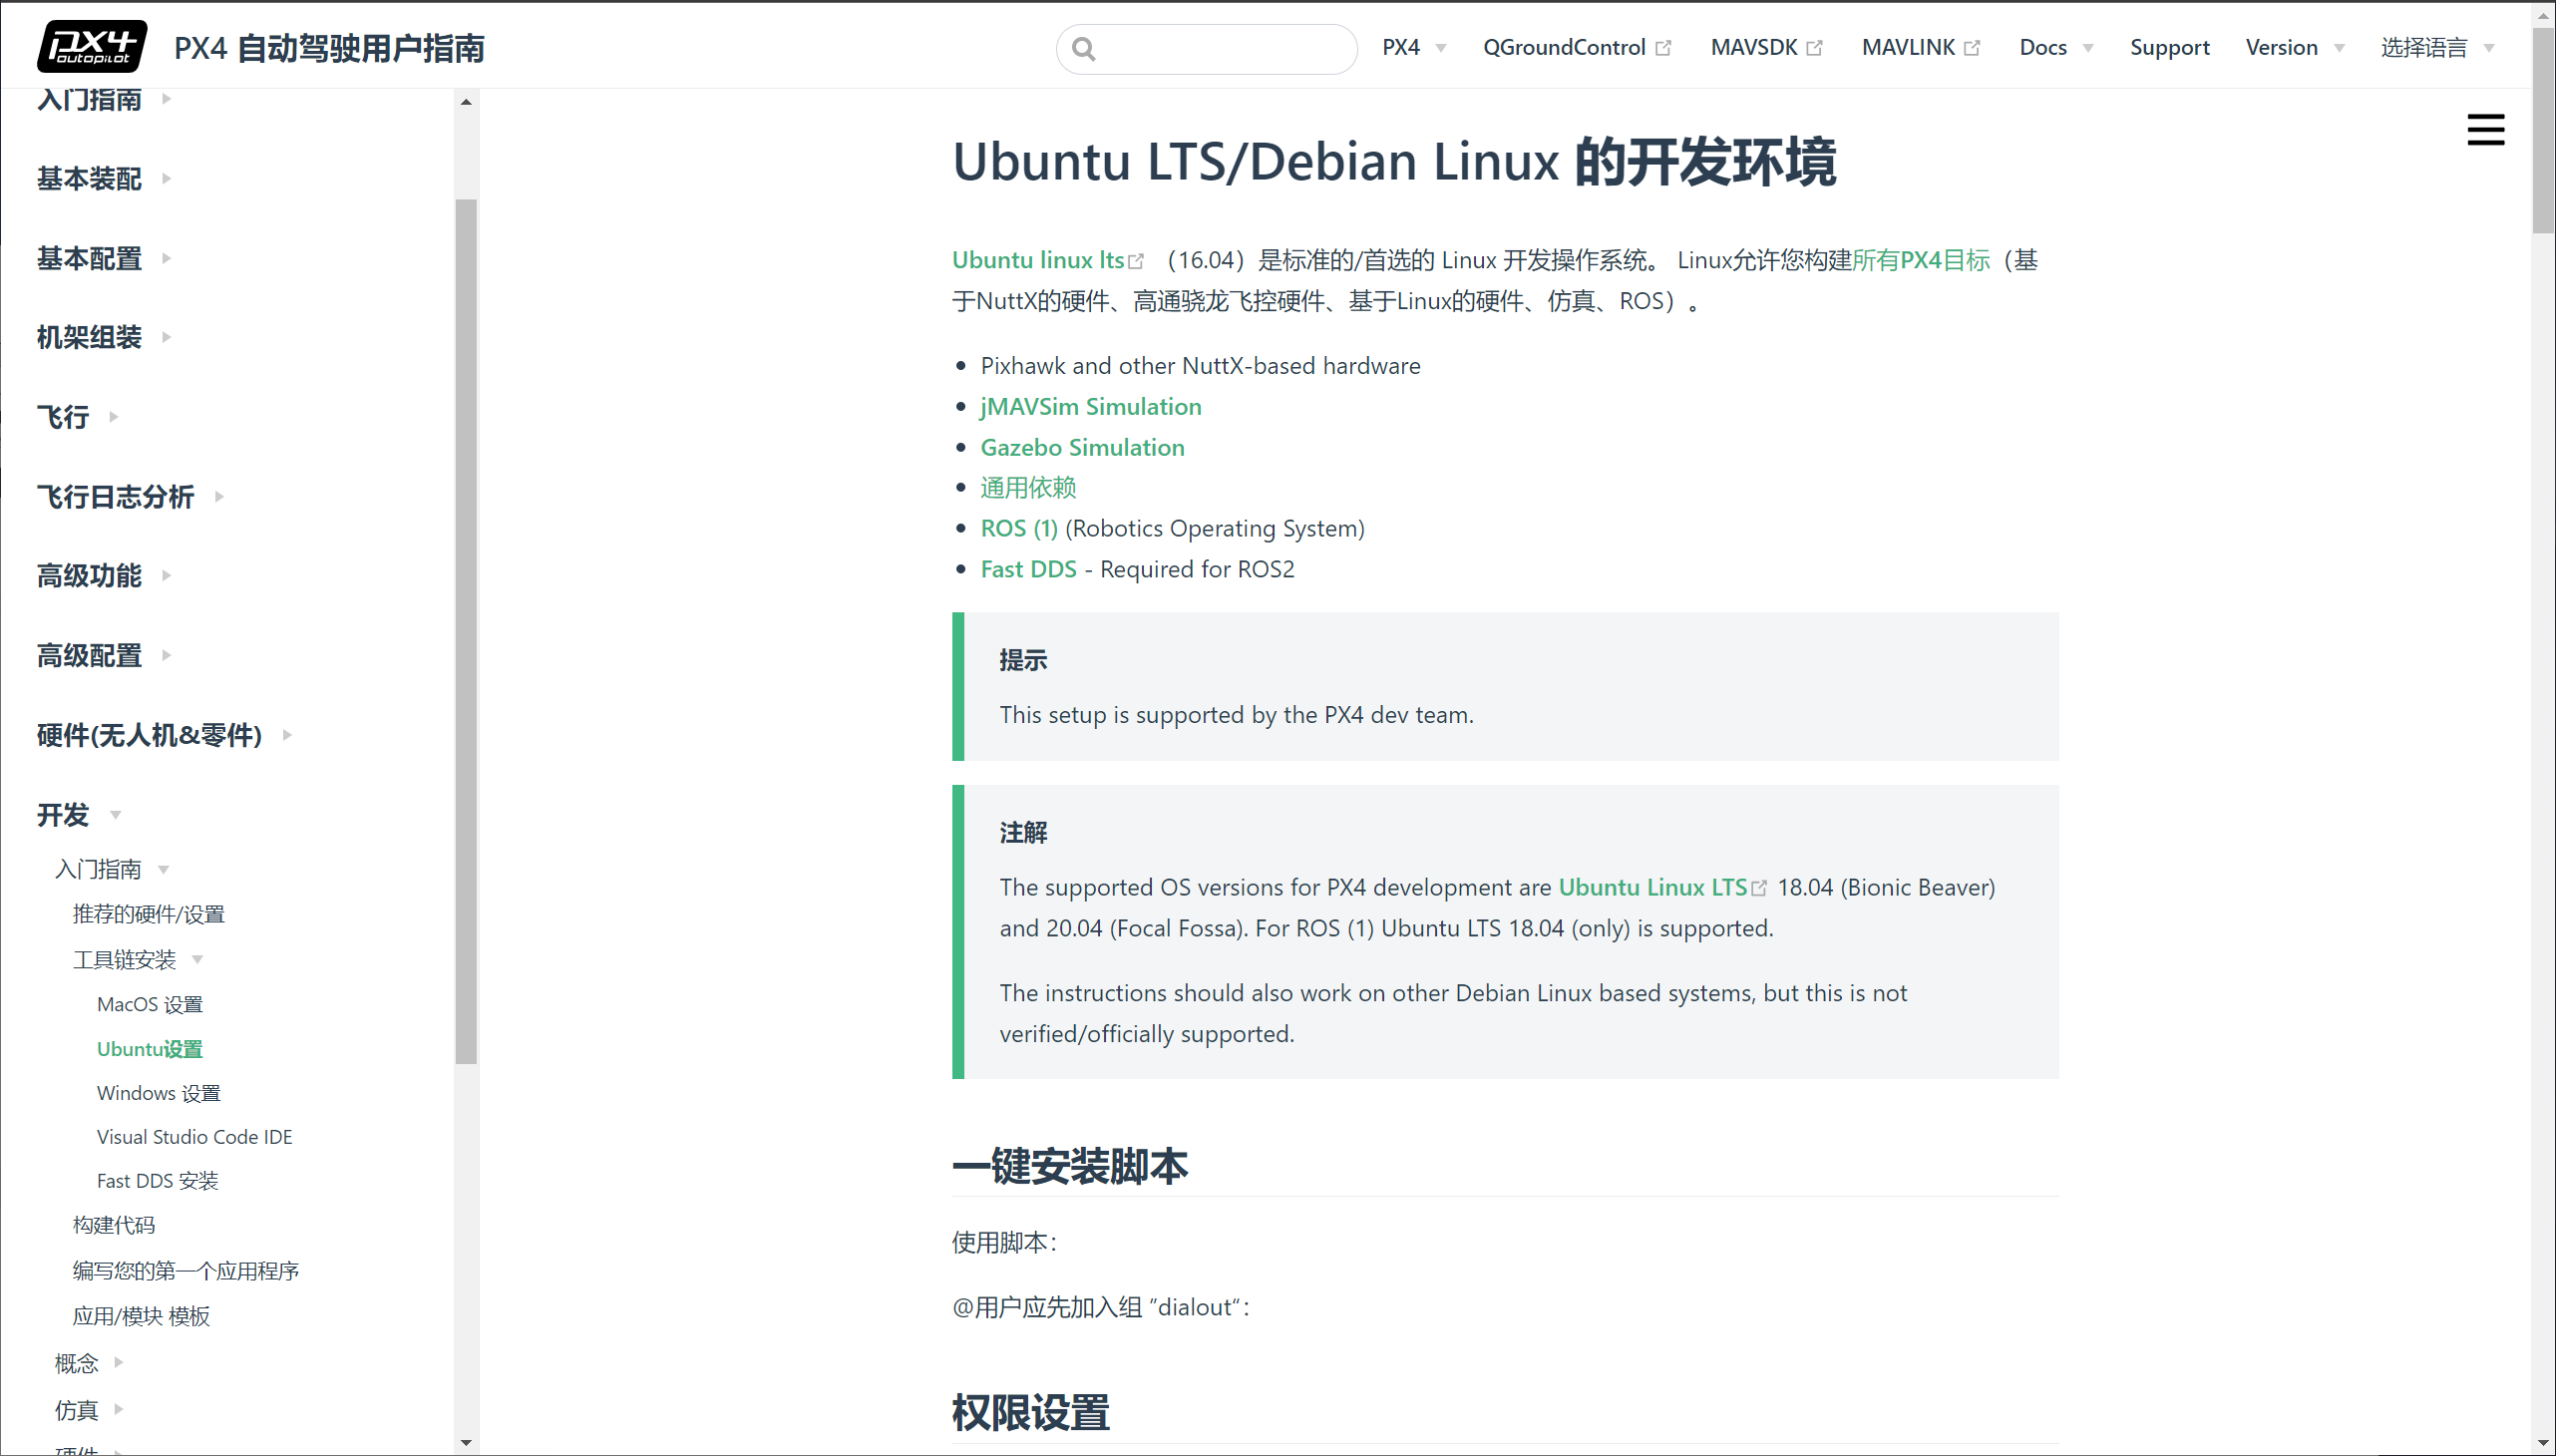 px4 autopilot
PX4 自动驾驶用户指南
PX4
QGroundControl
MAVSDK
MAVLINK
Docs
Support
Version
选择语言
入门指南
基本装配
基本配置
机架组装
飞行
飞行日志分析
高级功能
高级配置
硬件(无人机&零件)
开发
入门指南
推荐的硬件/设置
工具链安装
MacOS 设置
Ubuntu设置
Windows 设置
Visual Studio Code IDE
Fast DDS 安装
构建代码
编写您的第一个应用程序
应用/模块 模板
概念
仿真
硬件
Ubuntu LTS/Debian Linux 的开发环境
Ubuntu linux lts （16.04）是标准的/首选的 Linux 开发操作系统。 Linux允许您构建所有PX4目标（基
于NuttX的硬件、高通骁龙飞控硬件、基于Linux的硬件、仿真、ROS）。
Pixhawk and other NuttX-based hardware
jMAVSim Simulation
Gazebo Simulation
通用依赖
ROS (1) (Robotics Operating System)
Fast DDS - Required for ROS2
提示
This setup is supported by the PX4 dev team.
注解
The supported OS versions for PX4 development are Ubuntu Linux LTS 18.04 (Bionic Beaver)
and 20.04 (Focal Fossa). For ROS (1) Ubuntu LTS 18.04 (only) is supported.
The instructions should also work on other Debian Linux based systems, but this is not
verified/officially supported.
一键安装脚本
使用脚本：
@用户应先加入组 ”dialout“：
权限设置